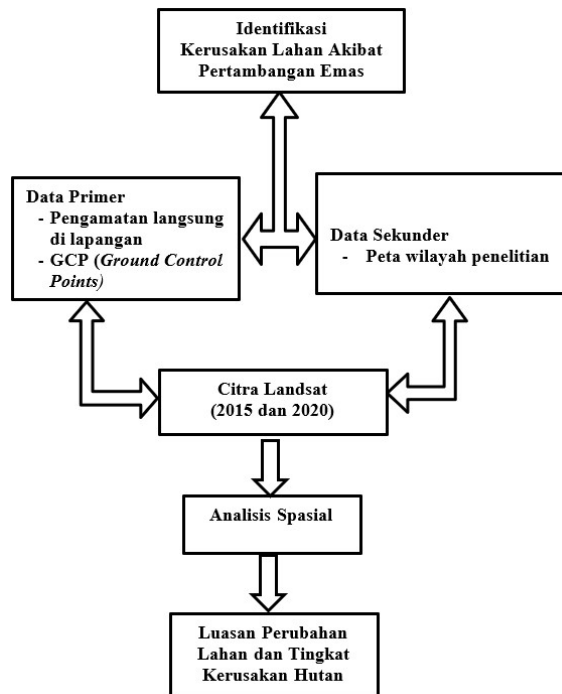 Identifikasi
Kerusakan Lahan Akibat
Pertambangan Emas
Data Primer
- Pengamatan langsung
di lapangan
- GCP (Ground Control
Points)
Data Sekunder
- Peta wilayah penelitian
Citra Landsat
(2015 dan 2020)
Analisis Spasial
Luasan Perubahan
Lahan dan Tingkat
Kerusakan Hutan